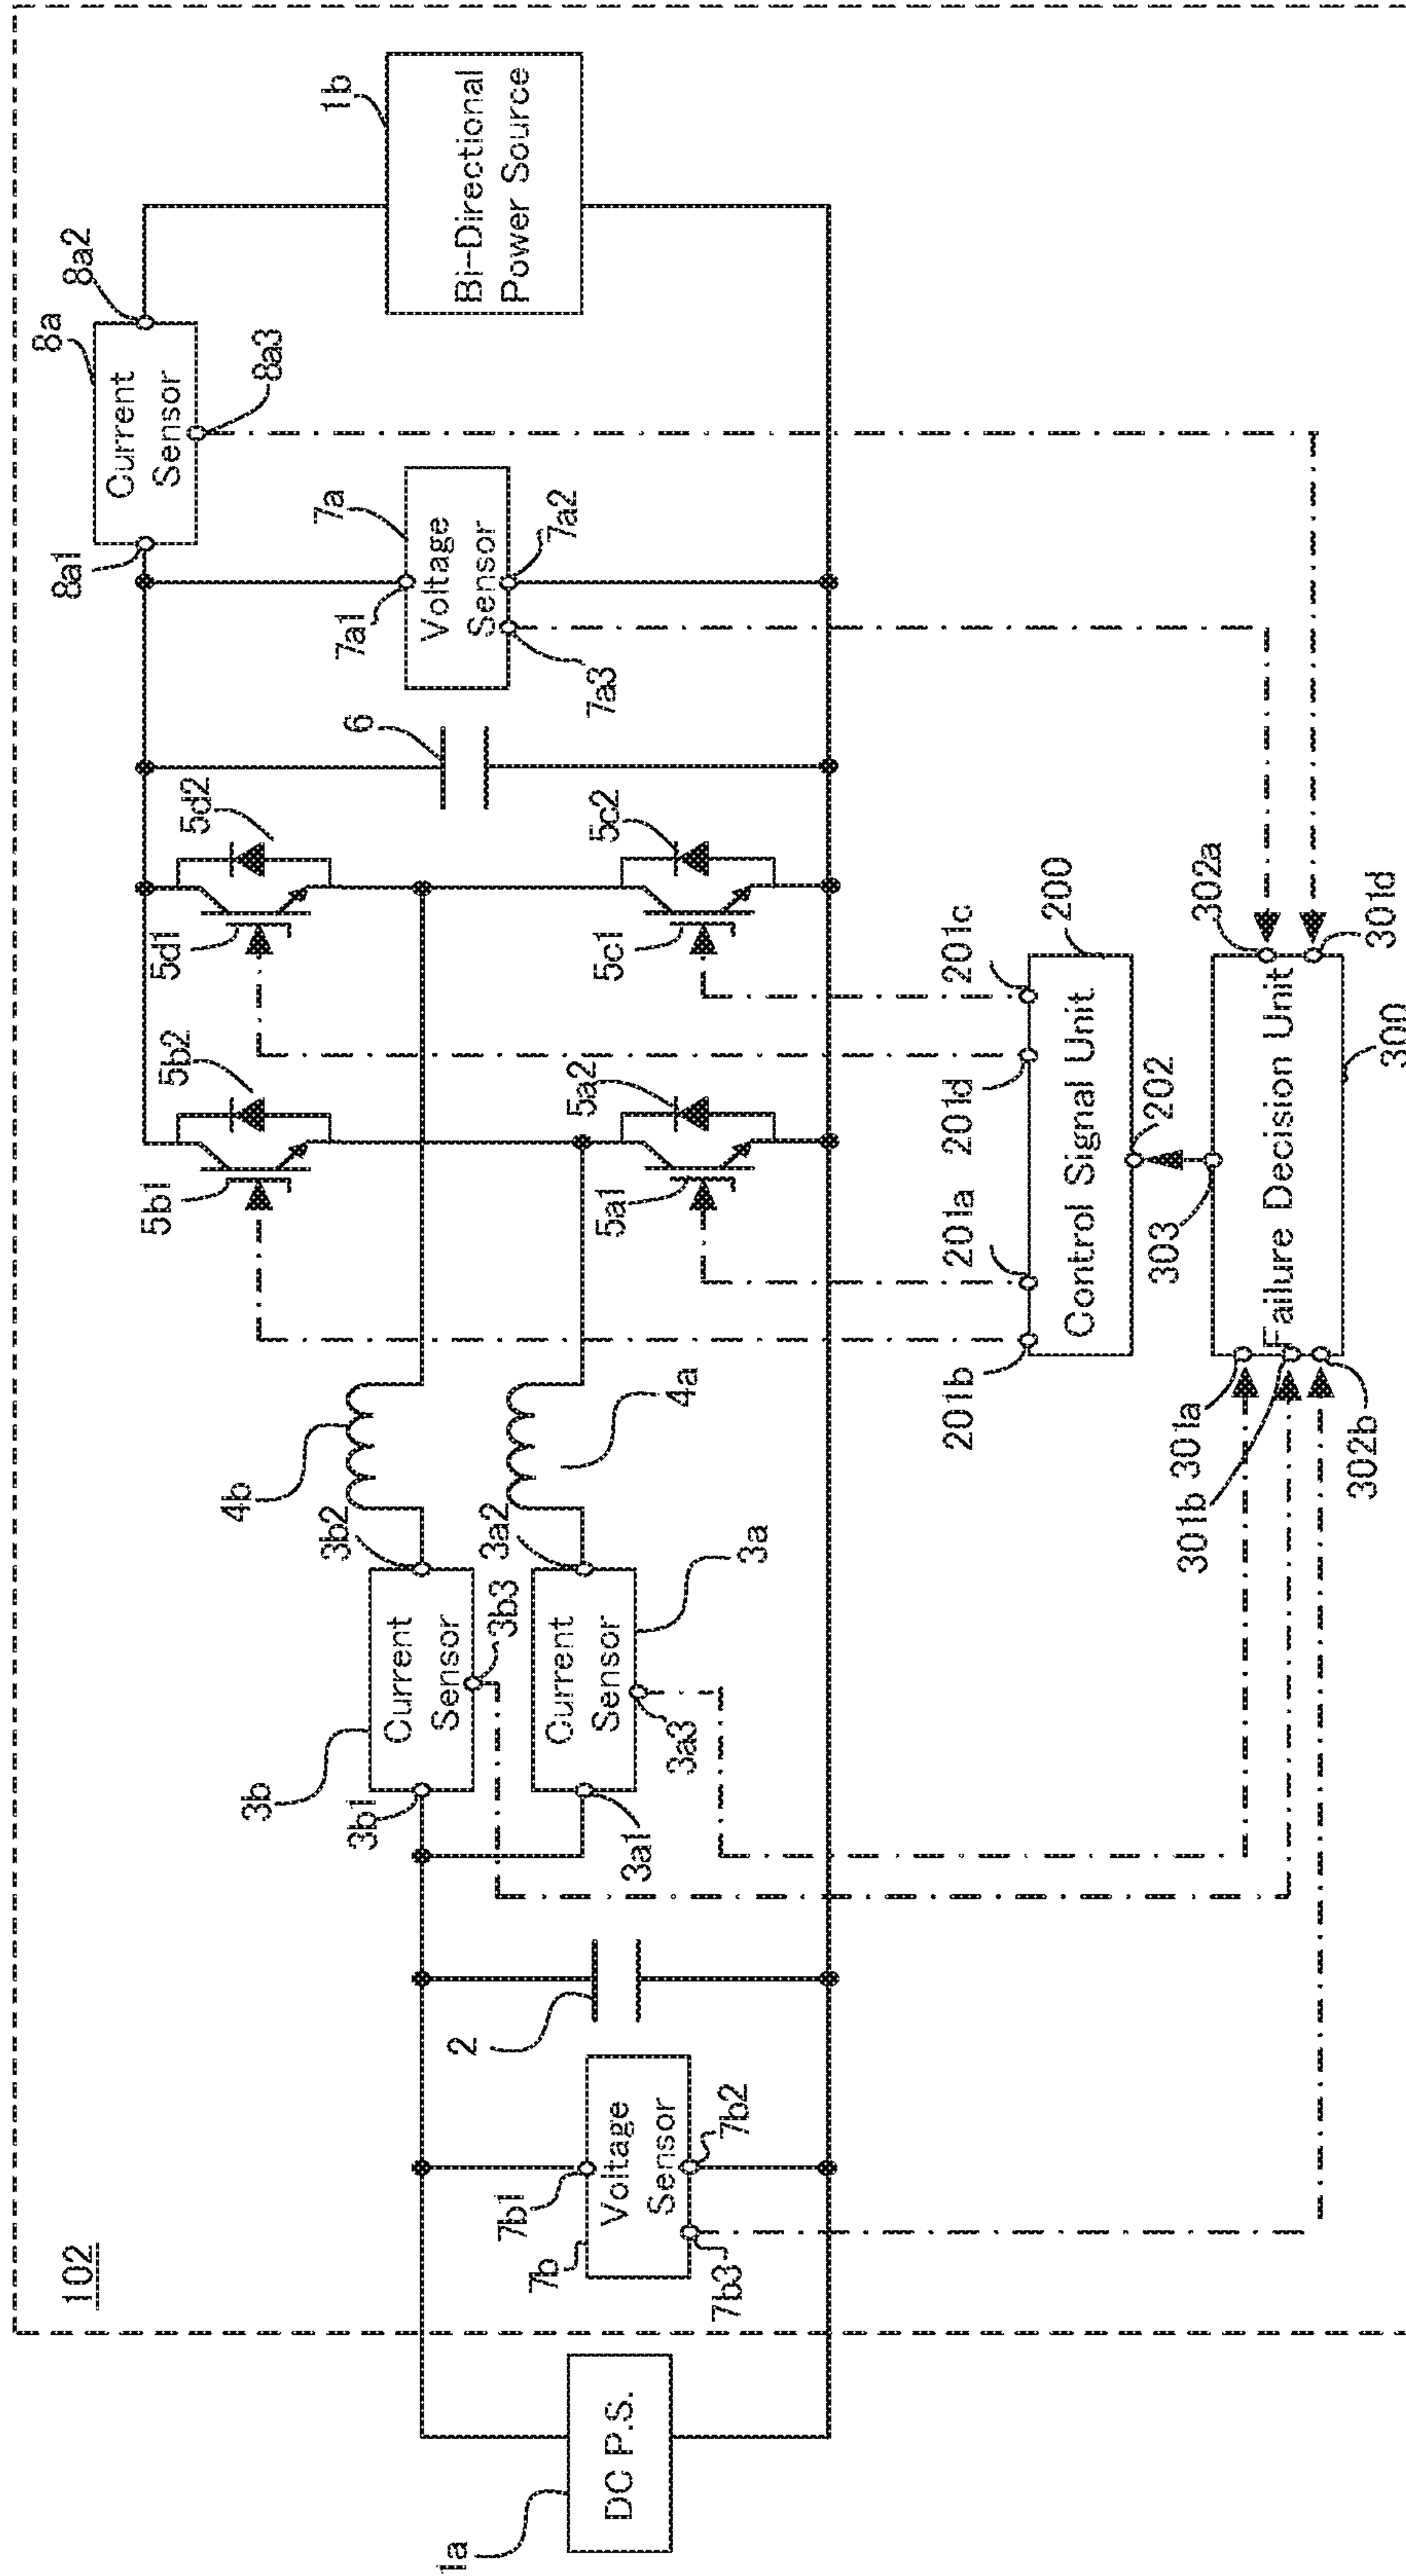 102
1a
DC P.S.
7b
7b1
Voltage
Sensor
7b2
7b3
2
3b
3b1
Current
Sensor
3b2
3b3
3a1
Current
Sensor
3a2
3a3
3a
4b
4a
5b1
5b2
5a1
5a2
5d1
5d2
5c1
5c2
6
7a
7a1
Voltage
Sensor
7a2
7a3
8a
8a1
Current
Sensor
8a2
8a3
1b
Bi-Directional
Power Source
201b
201a
201d
201c
200
Control Signal Unit
202
303
301a
301b
302b
Failure Decision Unit
302a
301d
300